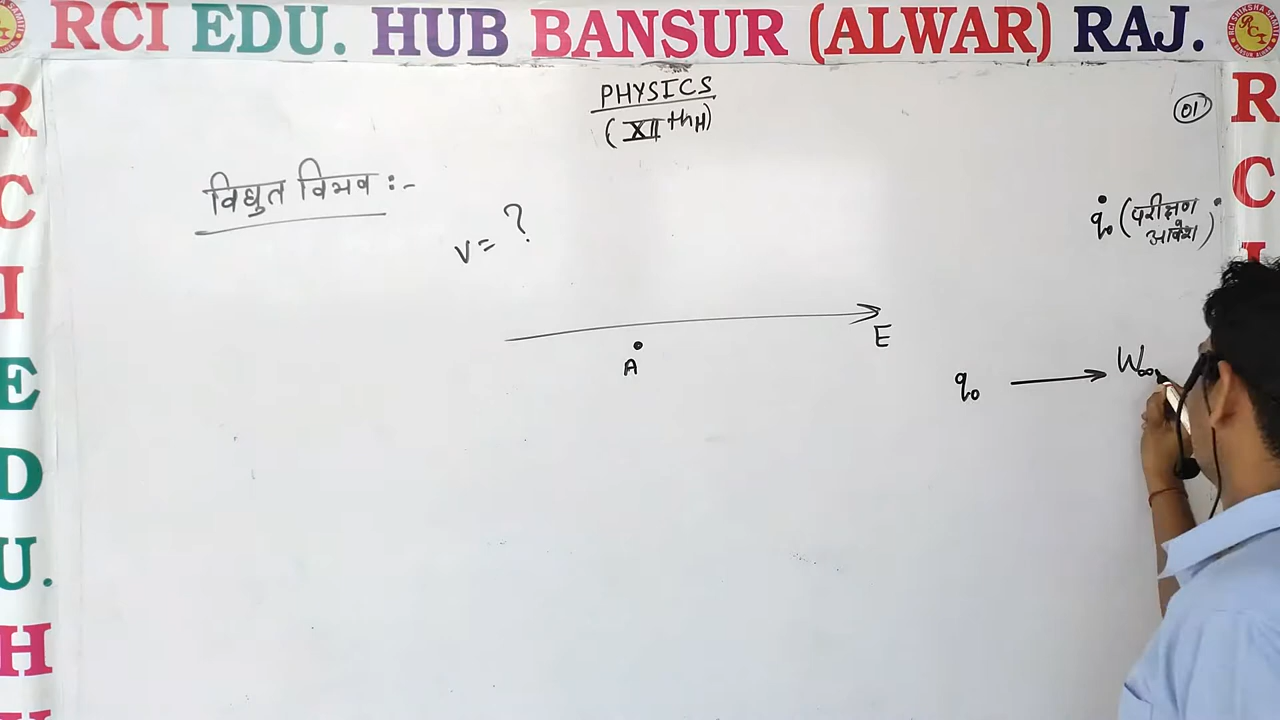 RCI EDU. HUB BANSUR (ALWAR) RAJ.
PHYSICS
(XII th H)
01
विद्युत विभव :-
V = ?
q₀ (परीक्षण
आवेश)
E
A
q₀ → W∞
R
C
I
E
D
U.
H
R
C
I